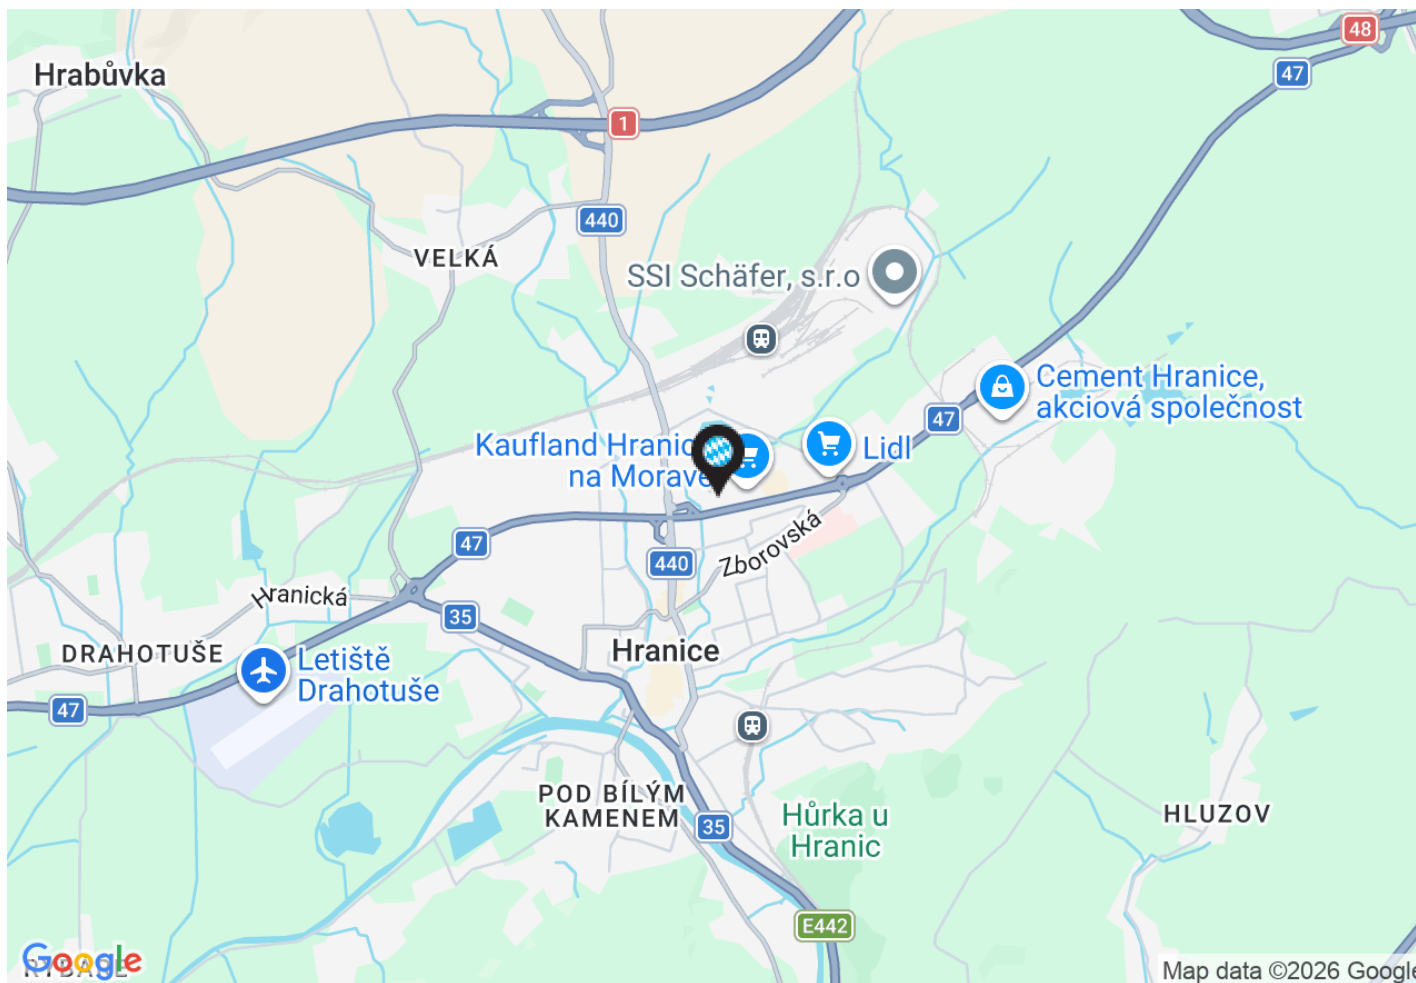 48
Hrabůvka
47
1
440
VELKÁ
SSI Schäfer, s.r.o
Cement Hranice,
akciová společnost
47
Kaufland Hranic
na Moravě
Lidl
47
Zborovská
440
Hranická
35
DRAHOTUŠE
Hranice
Letiště
Drahotuše
47
POD BÍLÝM
KAMENEM
35
Hůrka u
Hranic
HLUZOV
E442
Google
Map data ©2026 Google